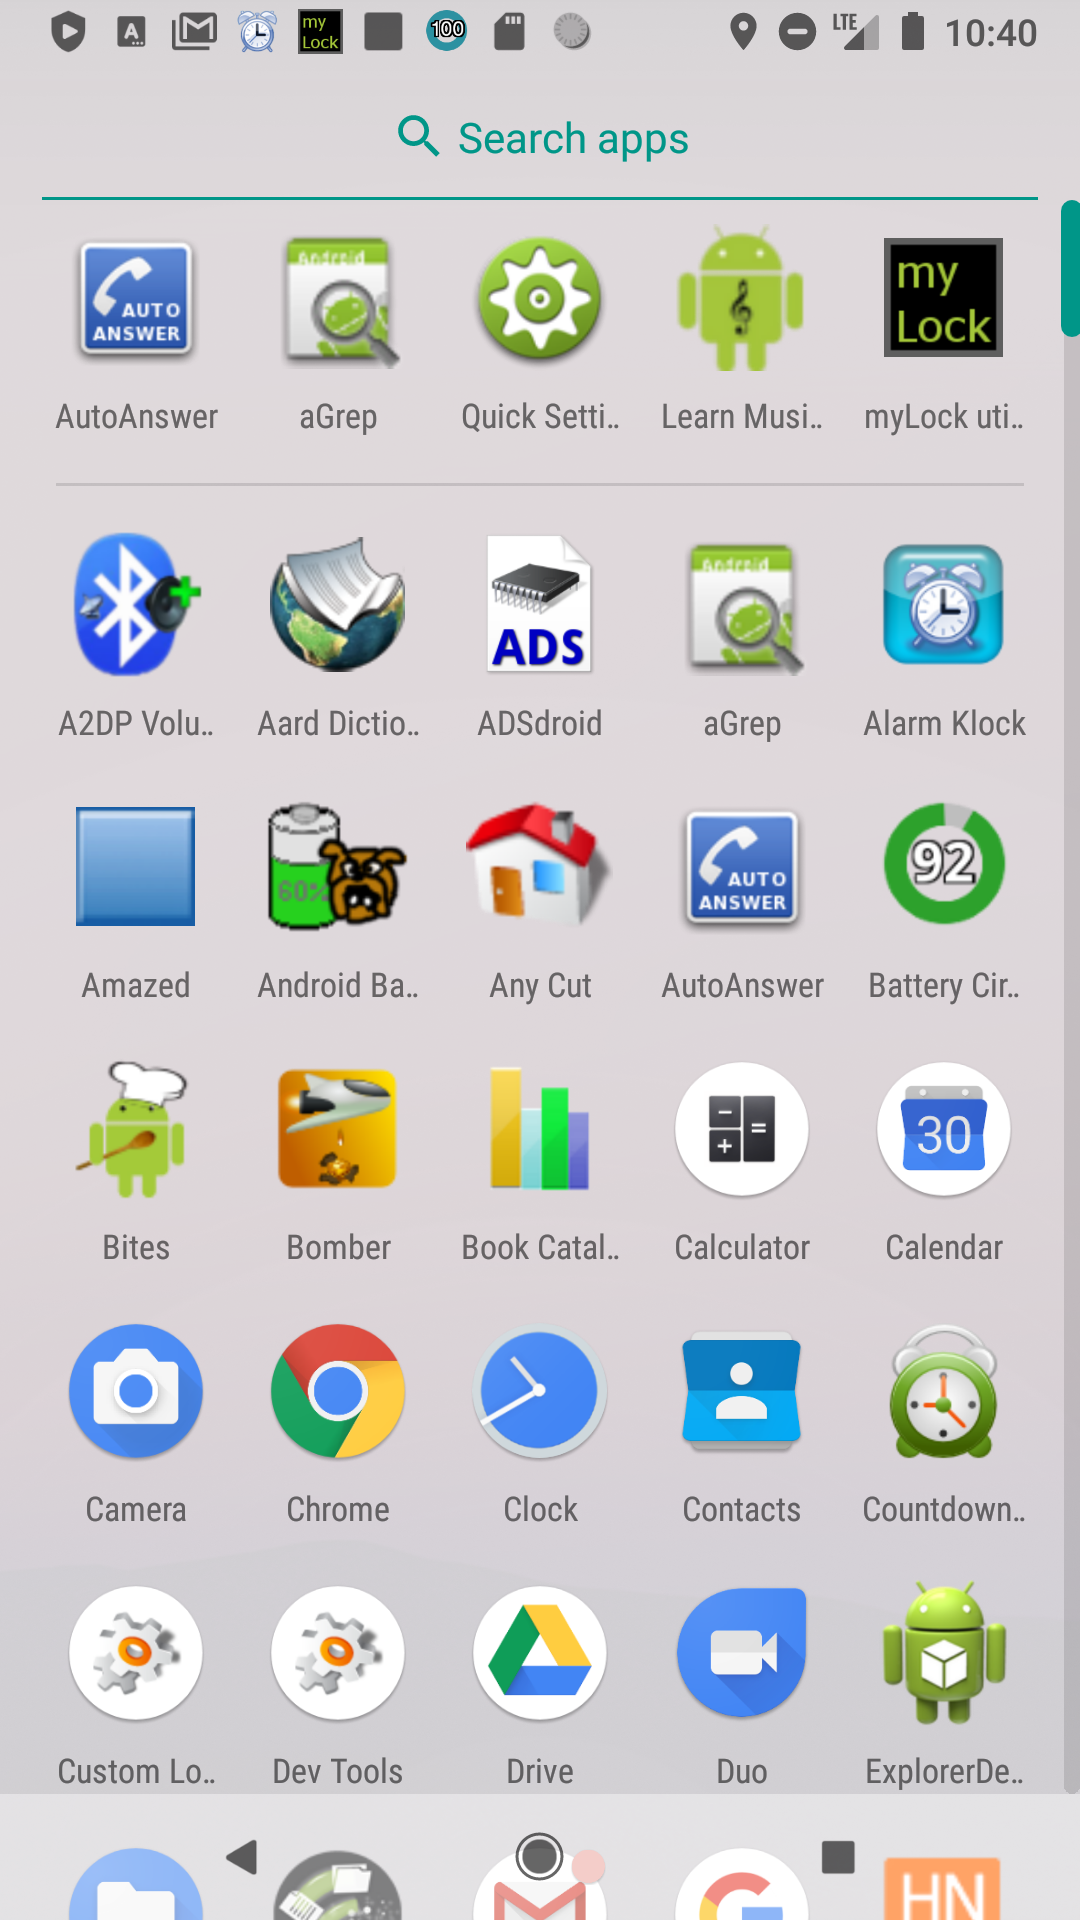 A
my
Lock
100
LTE
10:40
Search apps
AUTO
ANSWER
Android
my
Lock
AutoAnswer
aGrep
Quick Setti..
Learn Musi..
myLock uti..
ADS
Android
A2DP Volu..
Aard Dictio..
ADSdroid
aGrep
Alarm Klock
60%
AUTO
ANSWER
92
Amazed
Android Ba..
Any Cut
AutoAnswer
Battery Cir..
30
Bites
Bomber
Book Catal..
Calculator
Calendar
Camera
Chrome
Clock
Contacts
Countdown..
Custom Lo..
Dev Tools
Drive
Duo
ExplorerDe..
HN